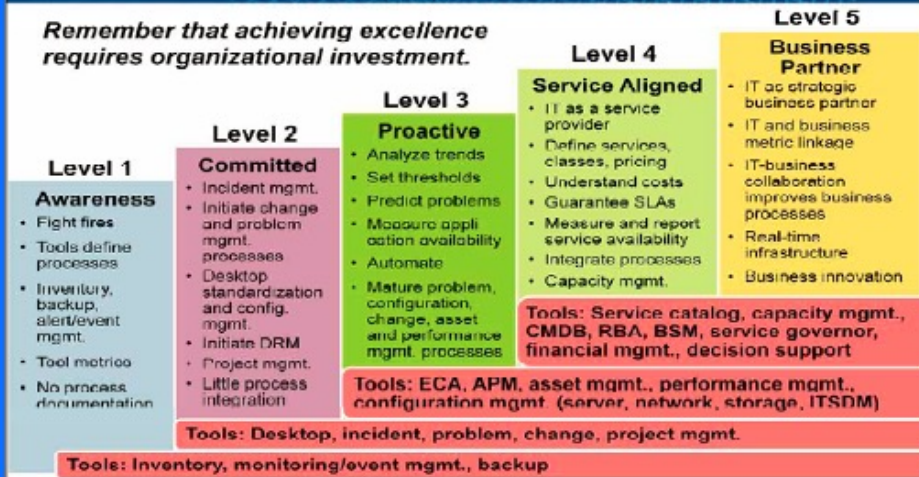 Remember that achieving excellence
requires organizational investment.
Level 1
Awareness
• Fight fires
• Tools define
processes
• Inventory,
backup,
alert/event
mgmt.
• Tool metrics
• No process
documentation
Level 2
Committed
• Incident mgmt.
• Initiate change
and problem
mgmt.
processes
• Desktop
standardization
and config.
mgmt.
• Initiate DRM
• Project mgmt.
• Little process
integration
Level 3
Proactive
• Analyze trends
• Set thresholds
• Predict problems
• Measure appli
cation availability
• Automate
• Mature problem,
configuration,
change, asset
and performance
mgmt. processes
Level 4
Service Aligned
• IT as a service
provider
• Define services,
classes, pricing
• Understand costs
• Guarantee SLAs
• Measure and report
service availability
• Integrate processes
• Capacity mgmt.
Level 5
Business
Partner
• IT as strategic
business partner
• IT and business
metric linkage
• IT-business
collaboration
improves business
processes
• Real-time
infrastructure
• Business innovation
Tools: Service catalog, capacity mgmt.,
CMDB, RBA, BSM, service governor,
financial mgmt., decision support
Tools: ECA, APM, asset mgmt., performance mgmt.,
configuration mgmt. (server, network, storage, ITSDM)
Tools: Desktop, incident, problem, change, project mgmt.
Tools: Inventory, monitoring/event mgmt., backup